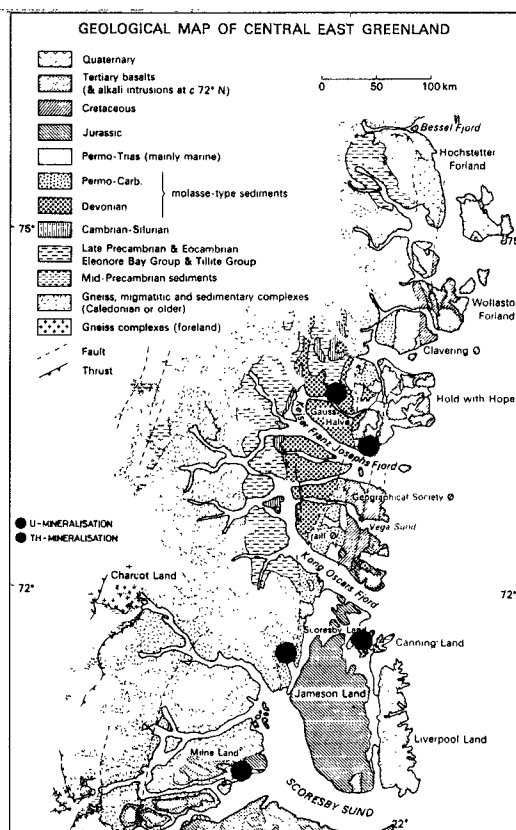 GEOLOGICAL MAP OF CENTRAL EAST GREENLAND
Quaternary
Tertiary basalts
(& alkali intrusions at c 72° N)
Cretaceous
Jurassic
Permo-Trias (mainly marine)
Permo-Carb.
molasse-type sediments
Devonian
Cambrian-Silurian
Late Precambrian & Eocambrian
Eleonore Bay Group & Tillite Group
Mid-Precambrian sediments
Gneiss, migmatitic and sedimentary complexes
(Caledonian or older)
Gneiss complexes (foreland)
Fault
Thrust
0 50 100 km
Bessel Fjord
Hochstetter
Forland
75°
75°
Wollaston
Forland
Clavering Ø
Hold with Hope
Gauss
Halvø
Kejser Franz Josephs Fjord
Geographical Society Ø
Vega Sund
Traill Ø
Kong Oscars Fjord
U-MINERALISATION
TH-MINERALISATION
72°
72°
Charcot Land
Scoresby Land
Canning Land
Jameson Land
Liverpool Land
Milne Land
SCORESBY SUND
22°